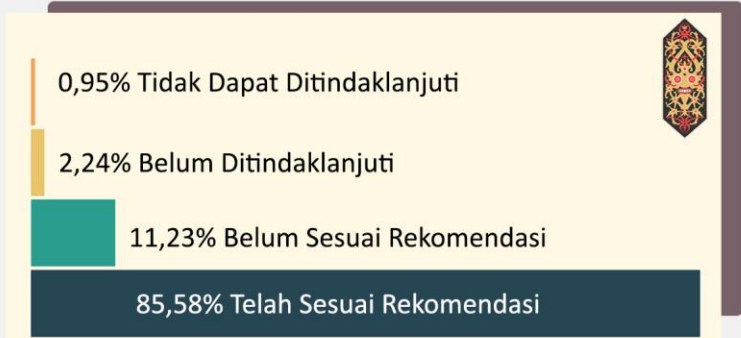 0,95% Tidak Dapat Ditindaklanjuti
2,24% Belum Ditindaklanjuti
11,23% Belum Sesuai Rekomendasi
85,58% Telah Sesuai Rekomendasi